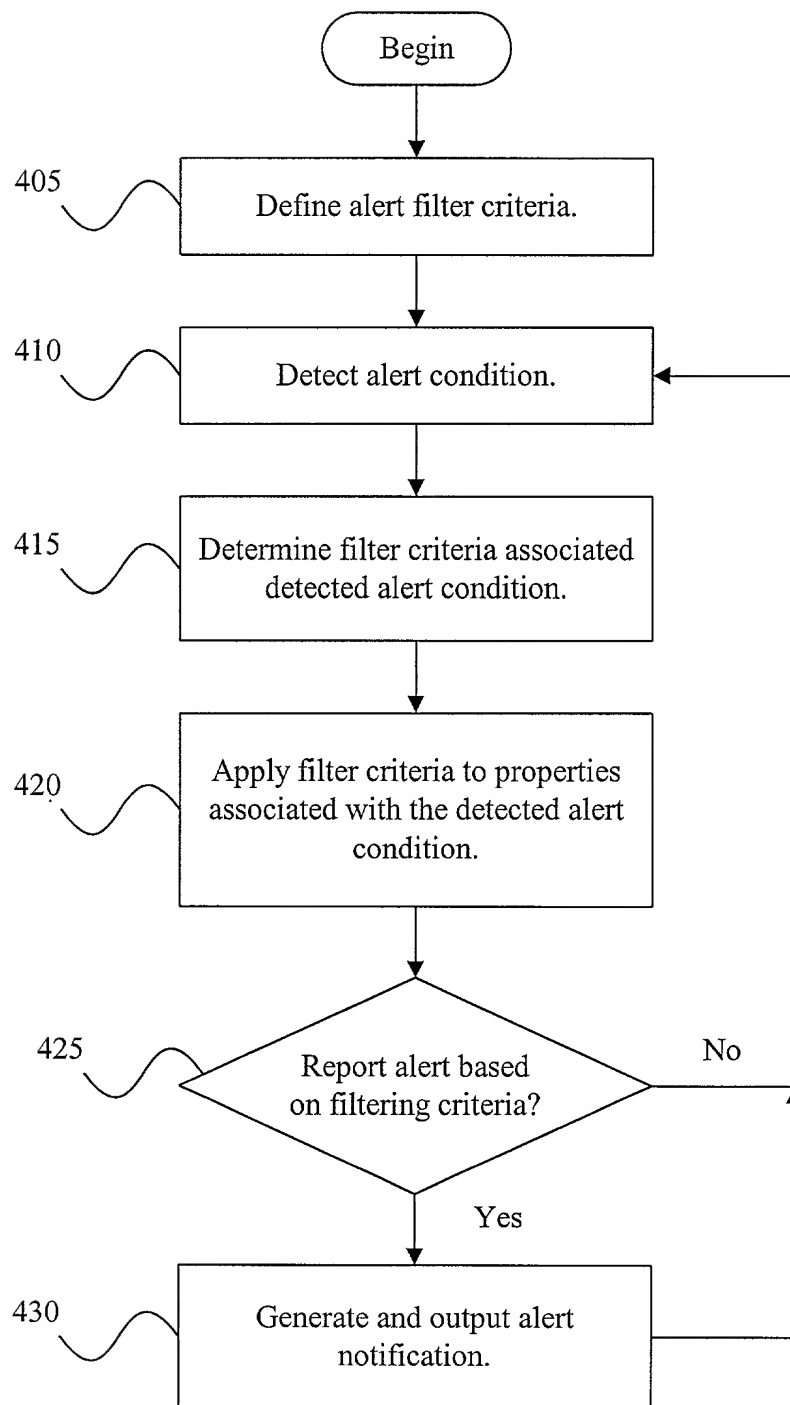 Begin
405
Define alert filter criteria.
410
Detect alert condition.
415
Determine filter criteria associated
detected alert condition.
420
Apply filter criteria to properties
associated with the detected alert
condition.
425
Report alert based
on filtering criteria?
No
Yes
430
Generate and output alert
notification.